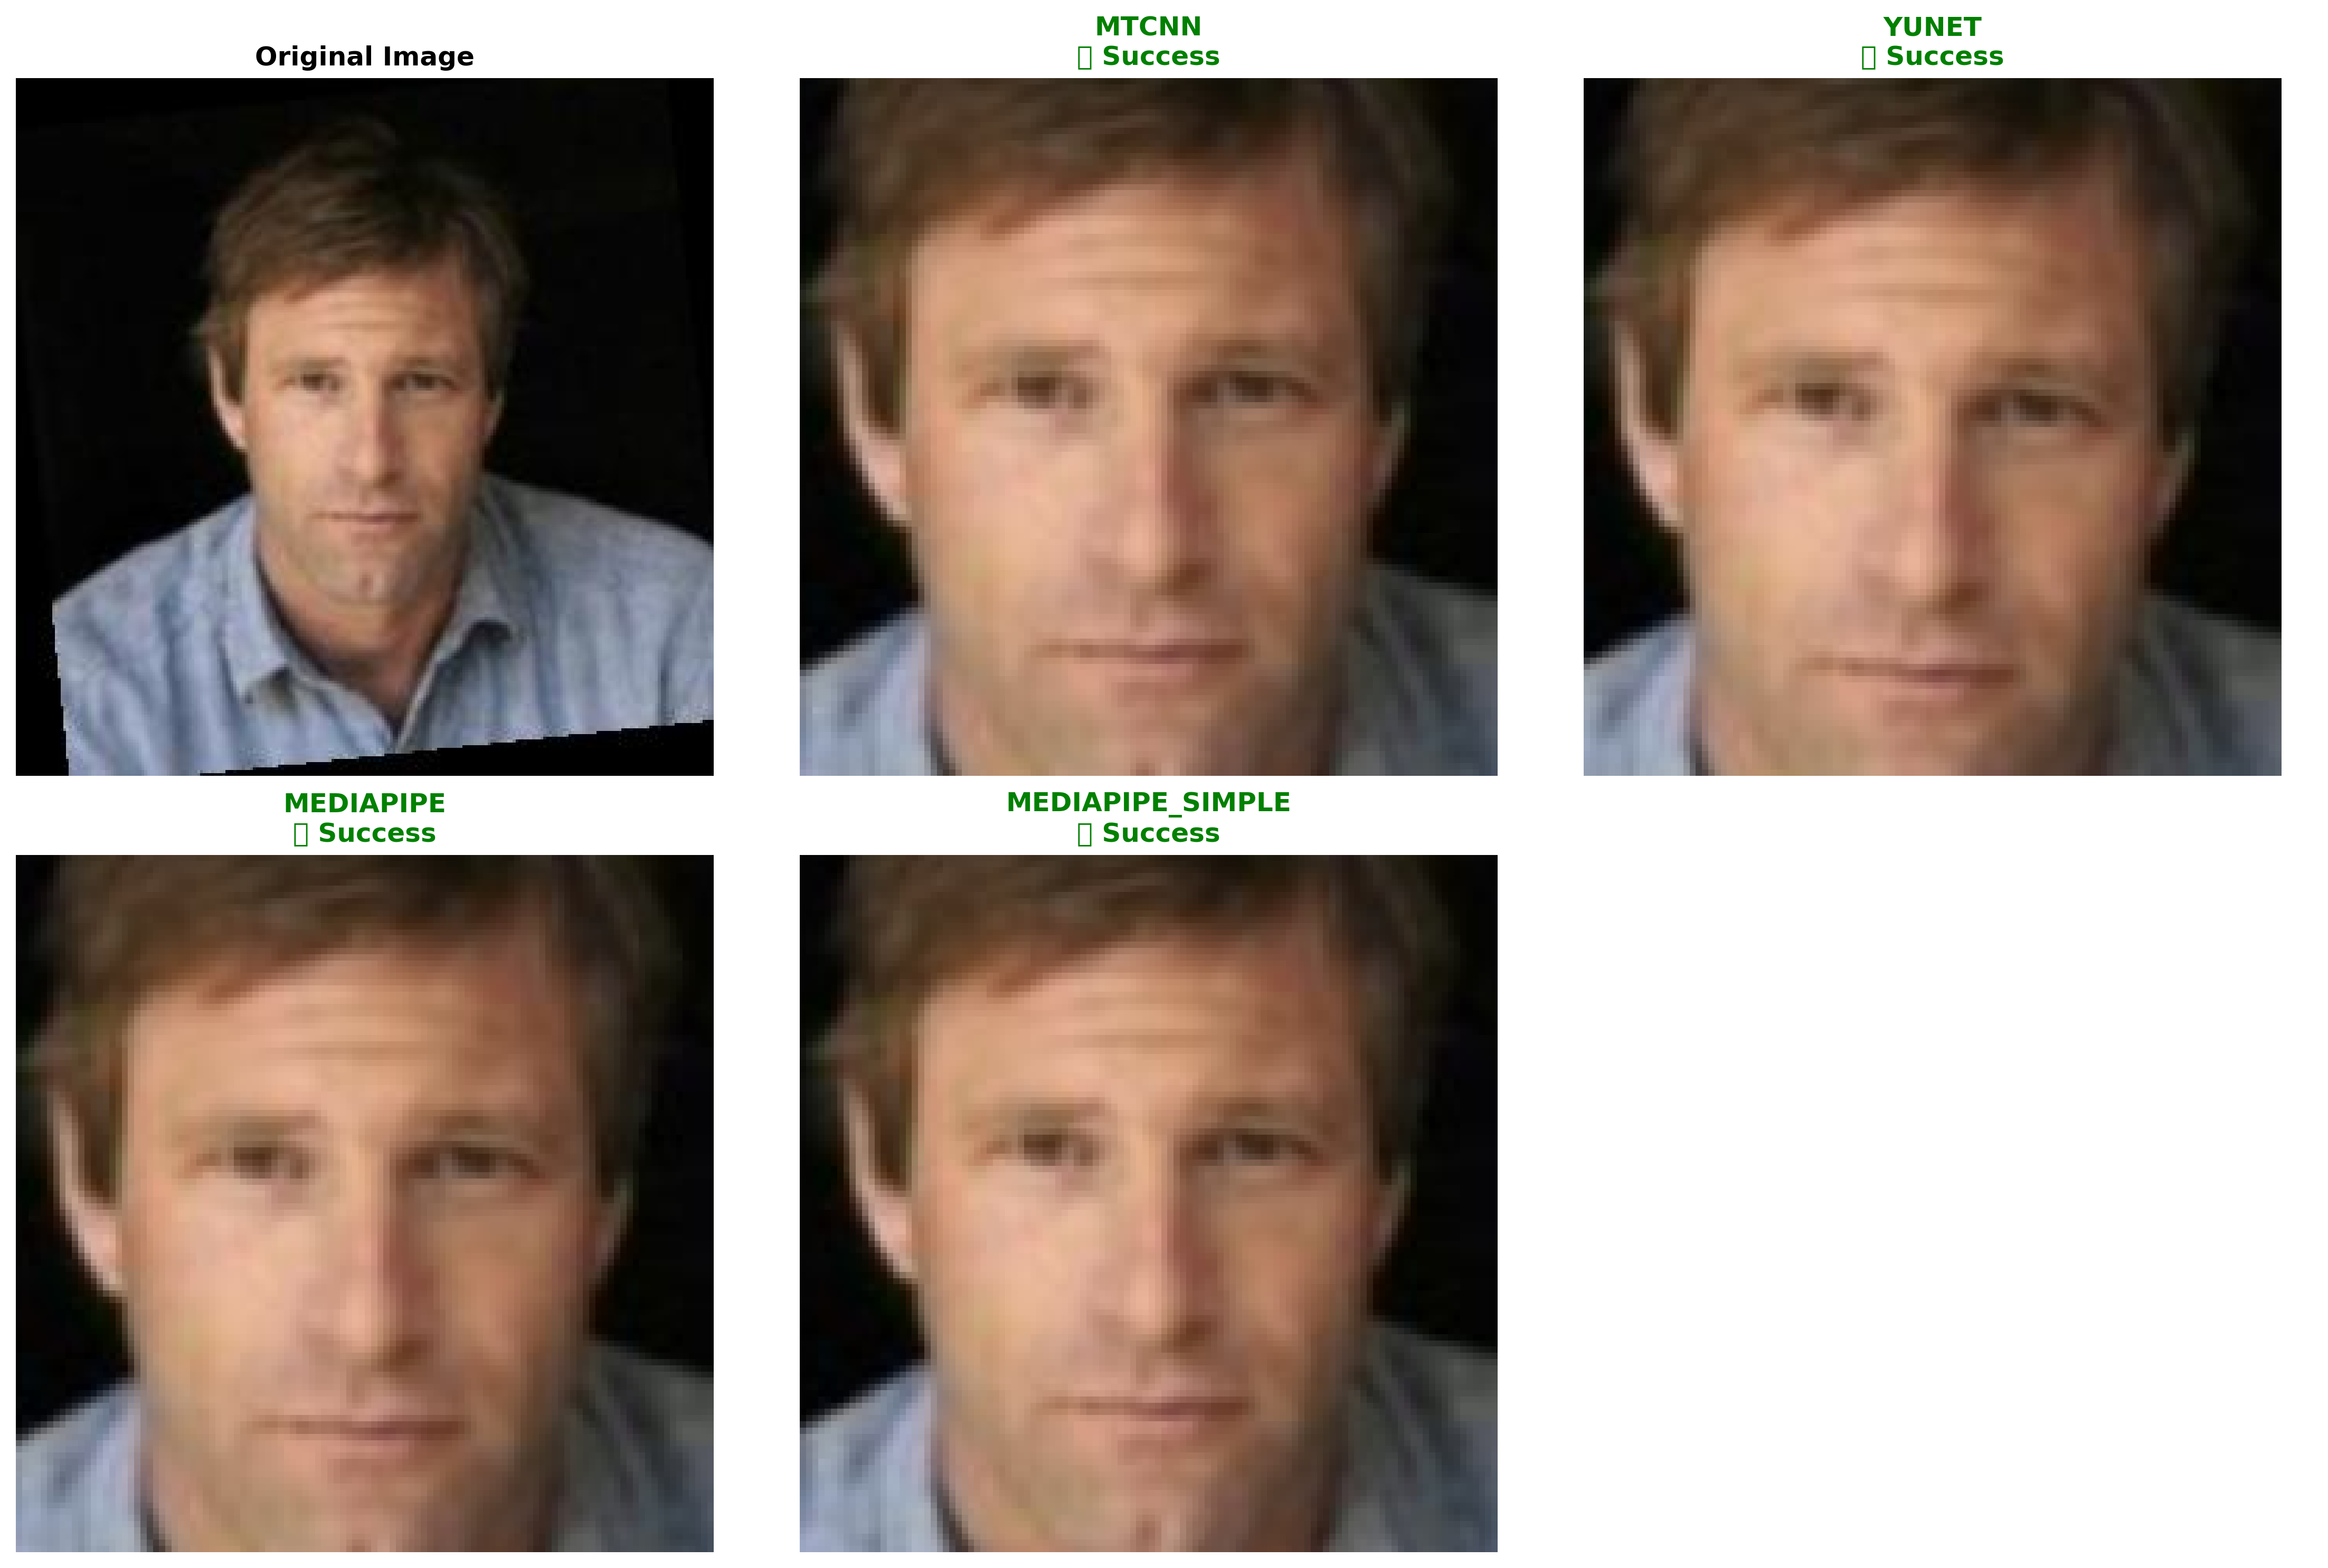 Original Image
MTCNN
▯ Success
YUNET
▯ Success
MEDIAPIPE
▯ Success
MEDIAPIPE_SIMPLE
▯ Success